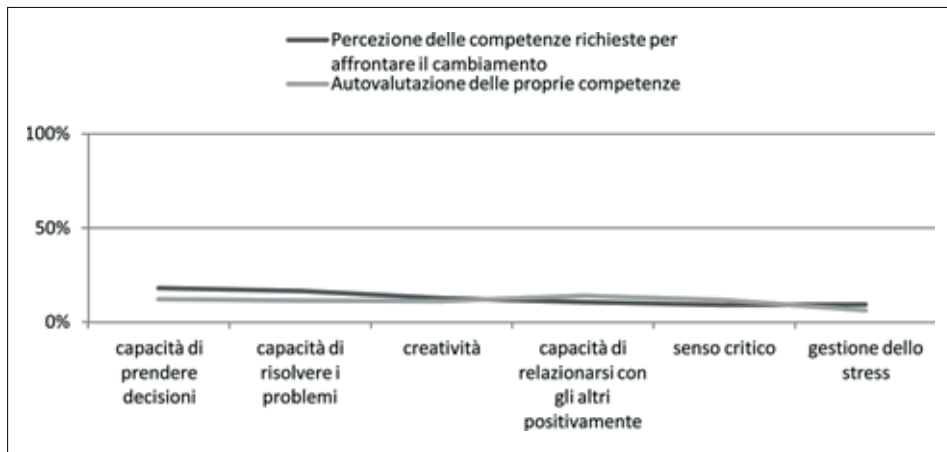 Percezione delle competenze richieste per
affrontare il cambiamento
Autovalutazione delle proprie competenze
100%
50%
0%
capacità di
prendere
decisioni
capacità di
risolvere i
problemi
creatività
capacità di
relazionarsi con
gli altri
positivamente
senso critico
gestione dello
stress